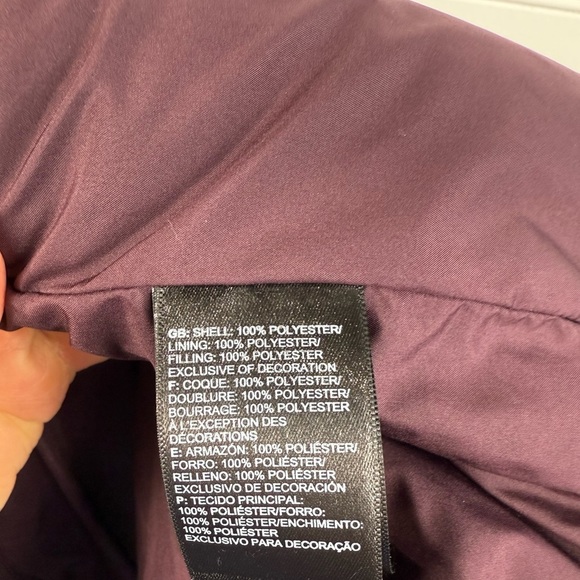 GB: SHELL: 100% POLYESTER/
LINING: 100% POLYESTER/
FILLING: 100% POLYESTER
EXCLUSIVE OF DECORATION
F: COQUE: 100% POLYESTER/
DOUBLURE: 100% POLYESTER/
BOURRAGE: 100% POLYESTER
À L'EXCEPTION DES
DÉCORATIONS
E: ARMAZÓN: 100% POLIÉSTER/
FORRO: 100% POLIÉSTER/
RELLENO: 100% POLIÉSTER
EXCLUSIVO DE DECORACIÓN
P: TECIDO PRINCIPAL:
100% POLIÉSTER/FORRO:
100% POLIÉSTER/ENCHIMENTO:
100% POLIÉSTER
EXCLUSIVO PARA DECORAÇÃO